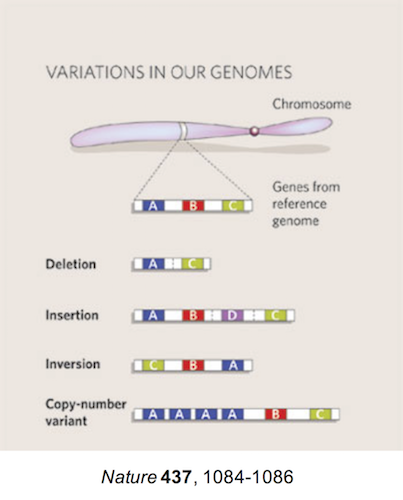 VARIATIONS IN OUR GENOMES
Chromosome
A B C
Genes from
reference
genome
Deletion
A C
Insertion
A B D C
Inversion
C B A
Copy-number
variant
A A A A B C
Nature 437, 1084-1086